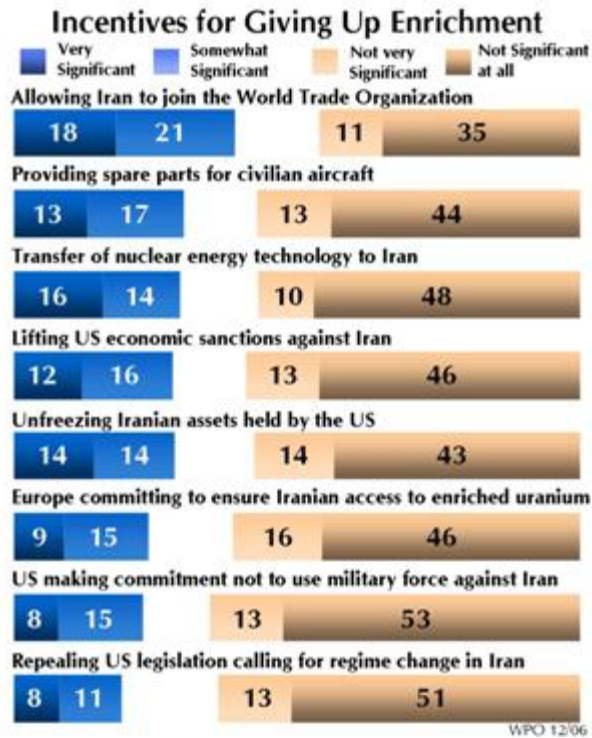 Incentives for Giving Up Enrichment
Very Significant
Somewhat Significant
Not very Significant
Not Significant at all
Allowing Iran to join the World Trade Organization
18 21 11 35
Providing spare parts for civilian aircraft
13 17 13 44
Transfer of nuclear energy technology to Iran
16 14 10 48
Lifting US economic sanctions against Iran
12 16 13 46
Unfreezing Iranian assets held by the US
14 14 14 43
Europe committing to ensure Iranian access to enriched uranium
9 15 16 46
US making commitment not to use military force against Iran
8 15 13 53
Repealing US legislation calling for regime change in Iran
8 11 13 51
WPO 12/06